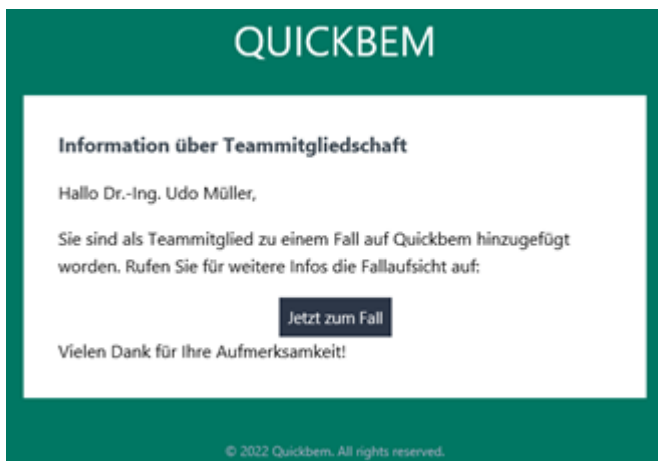 QUICKBEM
Information über Teammitgliedschaft
Hallo Dr.-Ing. Udo Müller,
Sie sind als Teammitglied zu einem Fall auf Quickbem hinzugefügt
worden. Rufen Sie für weitere Infos die Fallaufsicht auf:
Jetzt zum Fall
Vielen Dank für Ihre Aufmerksamkeit!
© 2022 Quickbem. All rights reserved.